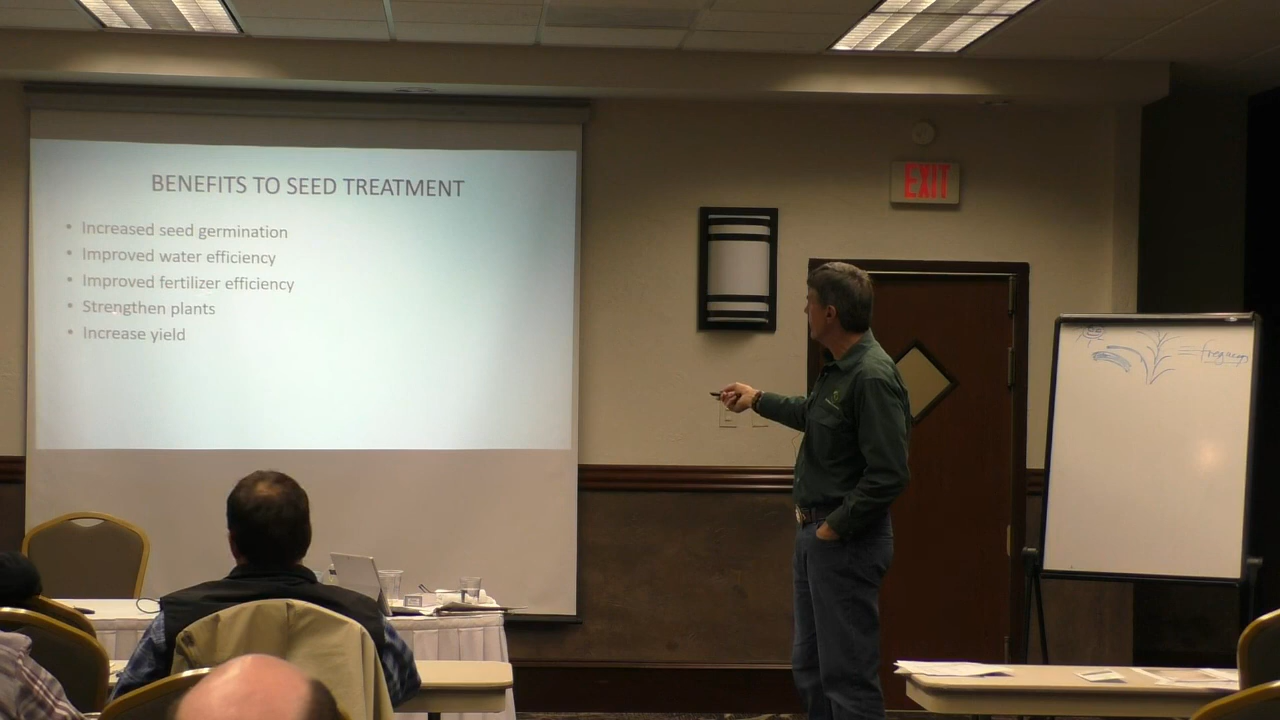 BENEFITS TO SEED TREATMENT
• Increased seed germination
• Improved water efficiency
• Improved fertilizer efficiency
• Strengthen plants
• Increase yield
EXIT